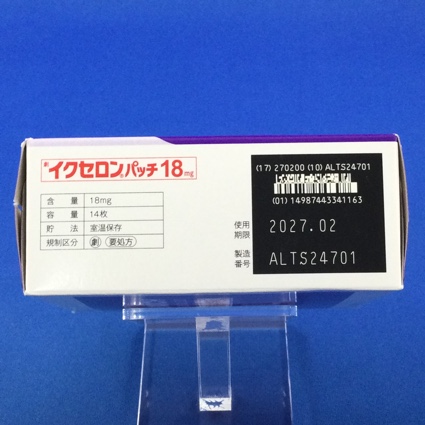 劇 イクセロンパッチ18mg
含 量 18mg
容 量 14枚
貯 法 室温保存
規制区分 劇 要処方
(17) 270200 (10) ALTS24701
(01) 14987443341163
使用
期限 2027.02
製造
番号 ALTS24701